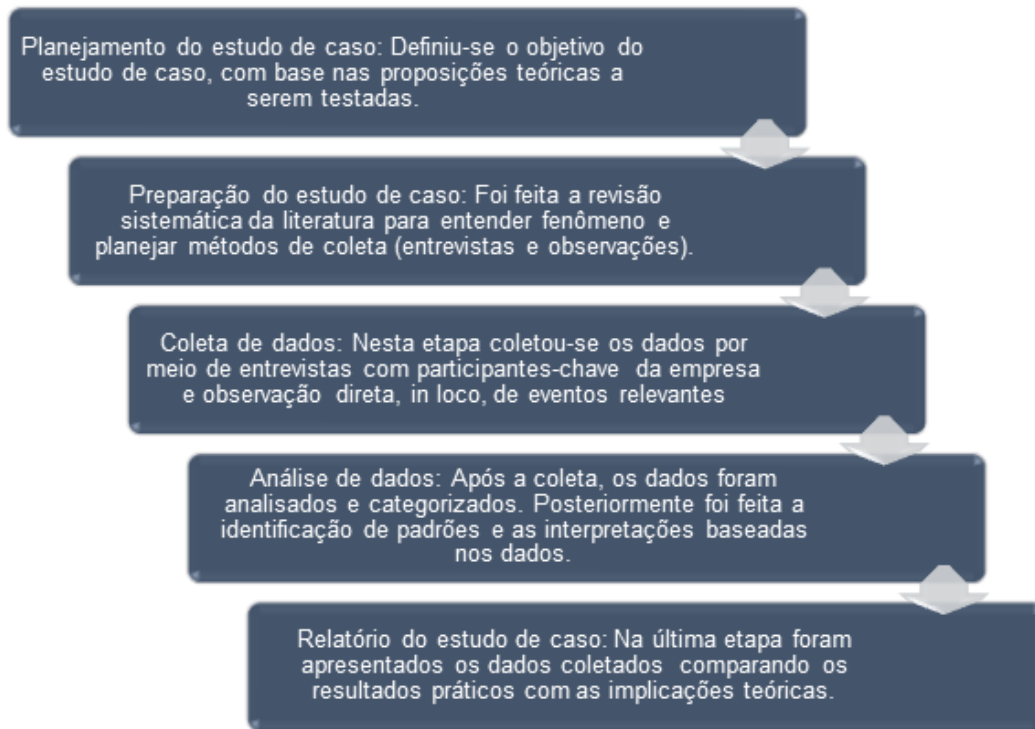 Planejamento do estudo de caso: Definiu-se o objetivo do
estudo de caso, com base nas proposições teóricas a
serem testadas.
Preparação do estudo de caso: Foi feita a revisão
sistemática da literatura para entender fenômeno e
planejar métodos de coleta (entrevistas e observações).
Coleta de dados: Nesta etapa coletou-se os dados por
meio de entrevistas com participantes-chave da empresa
e observação direta, in loco, de eventos relevantes
Análise de dados: Após a coleta, os dados foram
analisados e categorizados. Posteriormente foi feita a
identificação de padrões e as interpretações baseadas
nos dados.
Relatório do estudo de caso: Na última etapa foram
apresentados os dados coletados comparando os
resultados práticos com as implicações teóricas.